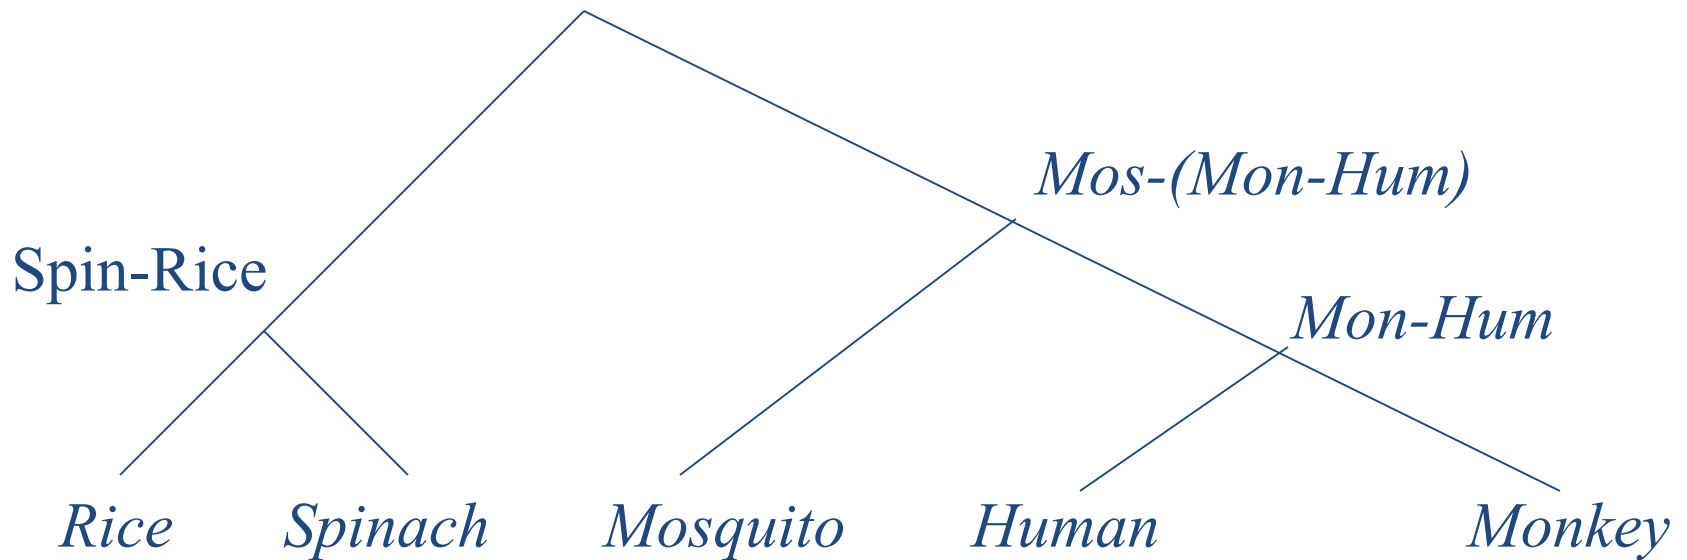 Mos-(Mon-Hum)
Spin-Rice
Mon-Hum
Rice
Spinach
Mosquito
Human
Monkey